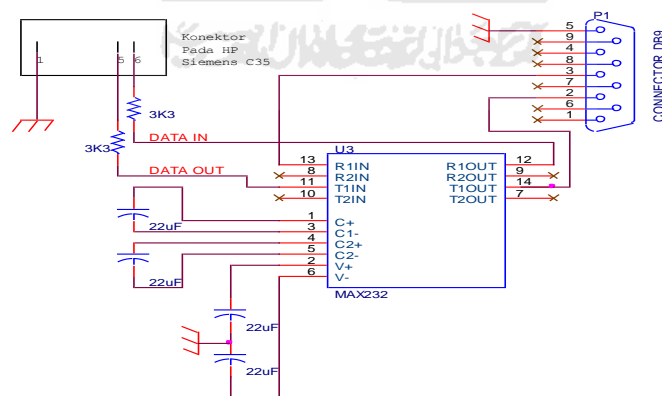 Konektor
Pada HP
Siemens C35
1
5
6
3K3
3K3
DATA IN
DATA OUT
P1
5
9
4
8
3
7
2
6
1
CONNECTOR DB9
U3
13
8
11
10
1
3
4
5
2
6
R1IN
R2IN
T1IN
T2IN
C+
C1-
C2+
C2-
V+
V-
R1OUT
R2OUT
T1OUT
T2OUT
12
9
14
7
MAX232
22uF
22uF
22uF
22uF